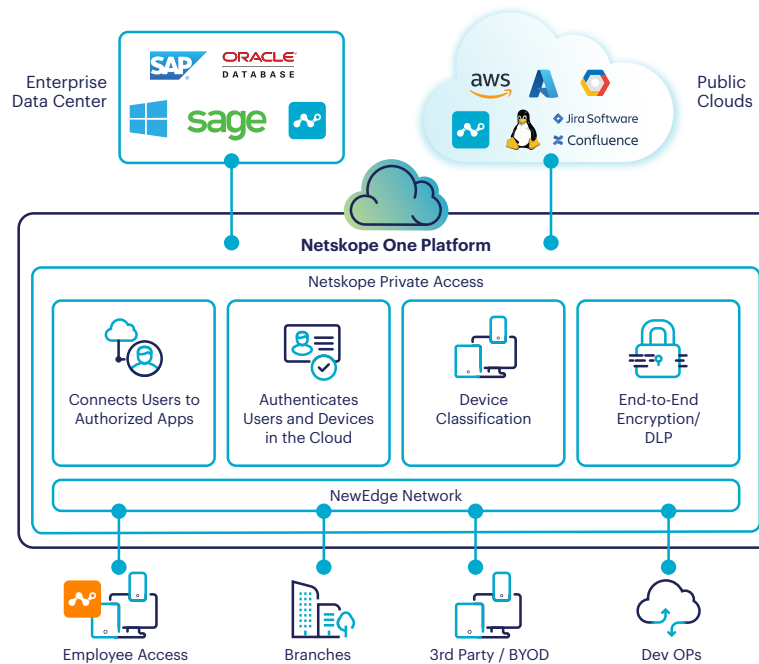 Enterprise
Data Center
SAP
ORACLE
DATABASE
sage
aws
Jira Software
Confluence
Public
Clouds
Netskope One Platform
Netskope Private Access
Connects Users to
Authorized Apps
Authenticates
Users and Devices
in the Cloud
Device
Classification
End-to-End
Encryption/
DLP
NewEdge Network
Employee Access
Branches
3rd Party / BYOD
Dev OPs